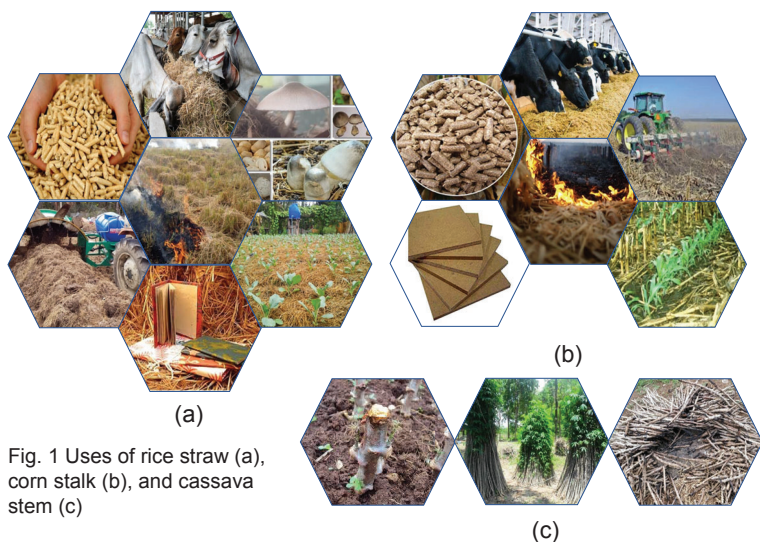 (a)
(b)
Fig. 1 Uses of rice straw (a),
corn stalk (b), and cassava
stem (c)
(c)